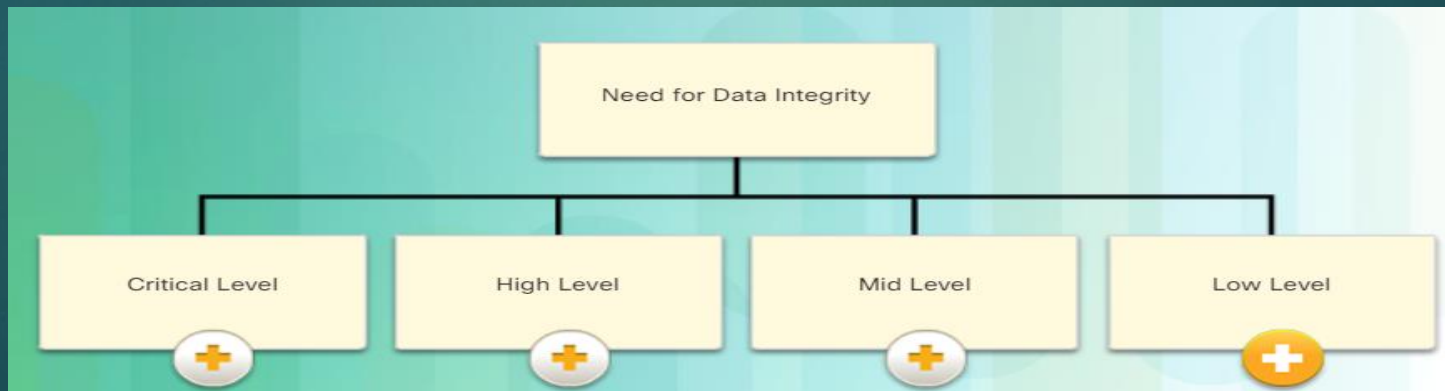 Need for Data Integrity
Critical Level
High Level
Mid Level
Low Level